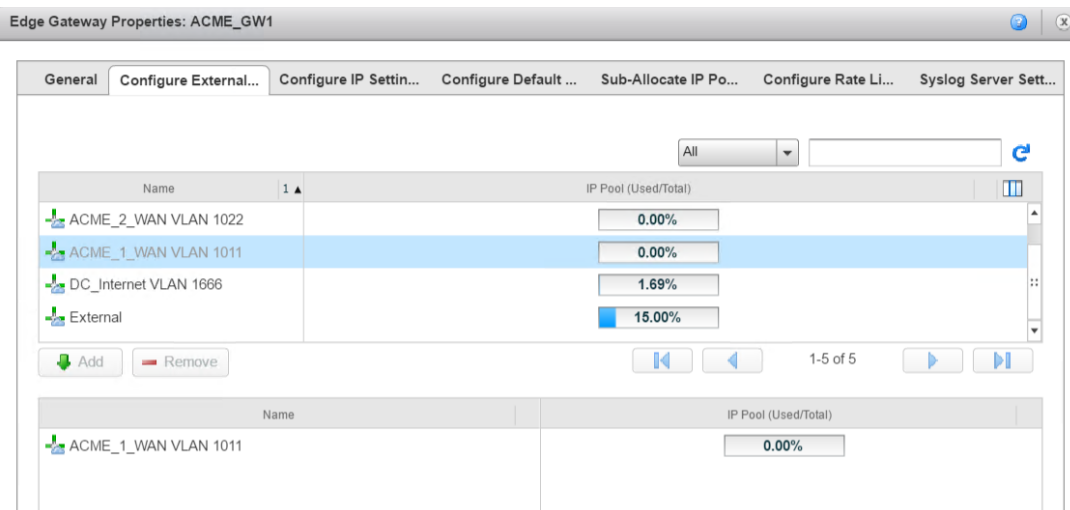 Edge Gateway Properties: ACME_GW1
General Configure External... Configure IP Settin... Configure Default ... Sub-Allocate IP Po... Configure Rate Li... Syslog Server Sett...
All
Name 1 ▲ IP Pool (Used/Total)
ACME_2_WAN VLAN 1022 0.00%
ACME_1_WAN VLAN 1011 0.00%
DC_Internet VLAN 1666 1.69%
External 15.00%
Add Remove 1-5 of 5
Name IP Pool (Used/Total)
ACME_1_WAN VLAN 1011 0.00%